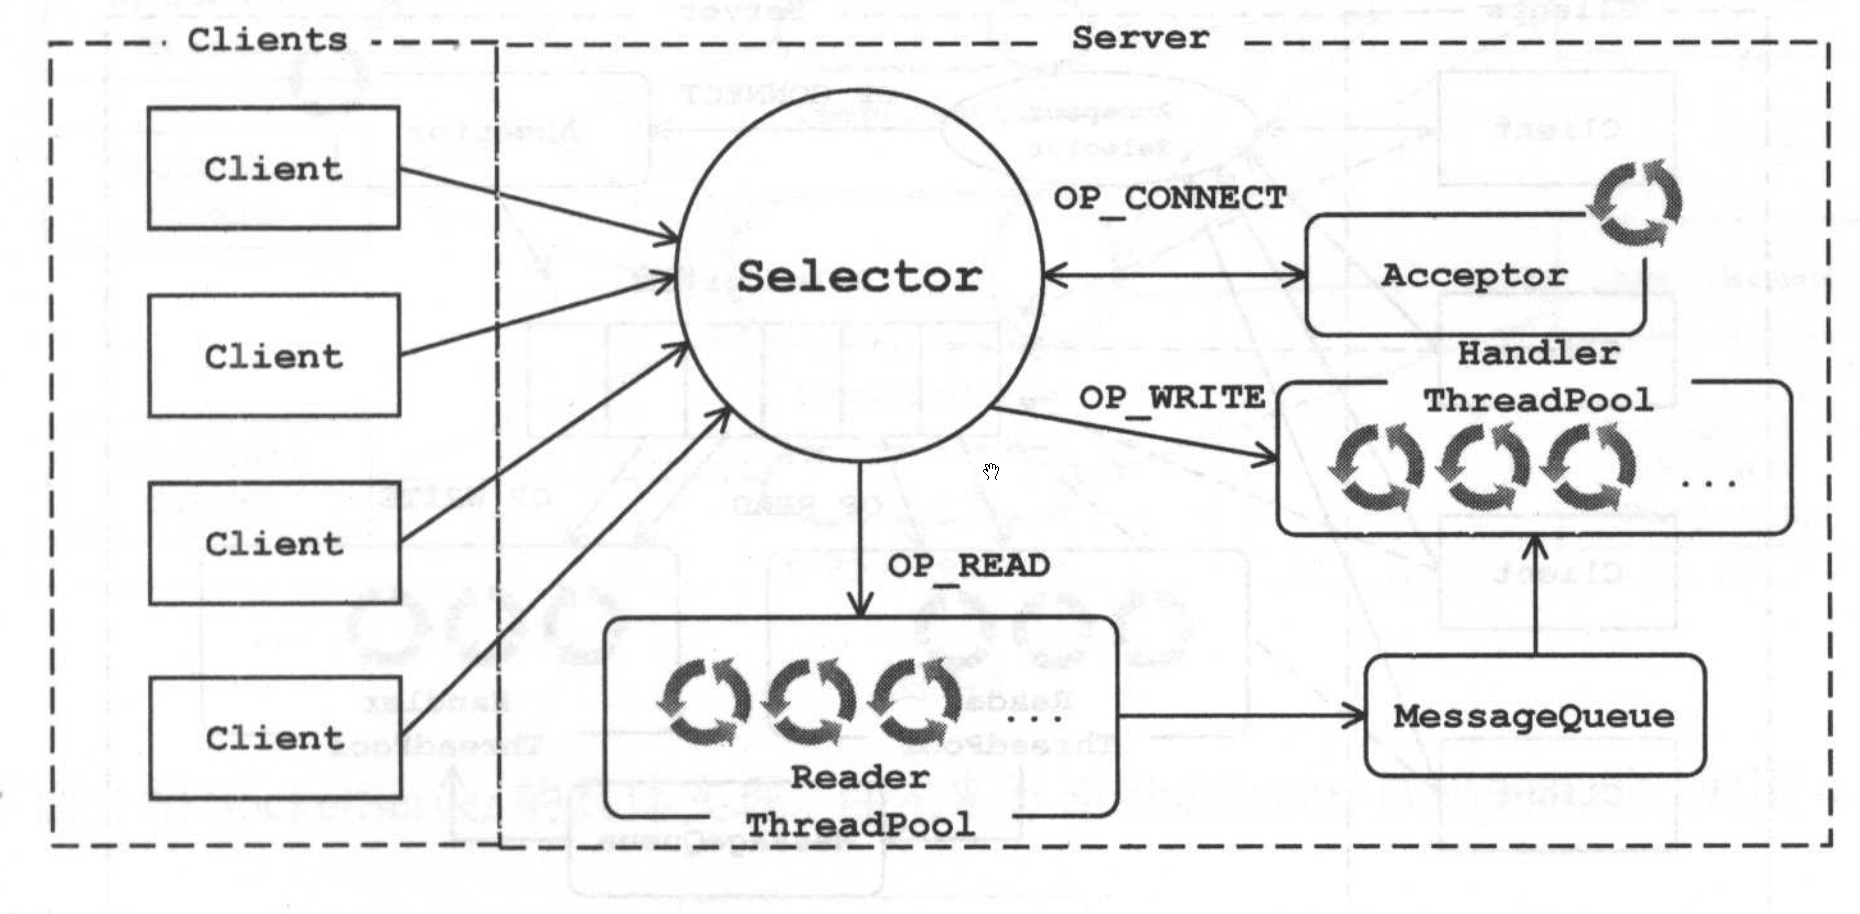 Clients
Server
Client
Client
Client
Client
Selector
OP_CONNECT
Acceptor
Handler
ThreadPool
OP_WRITE
...
OP_READ
...
Reader
ThreadPool
MessageQueue